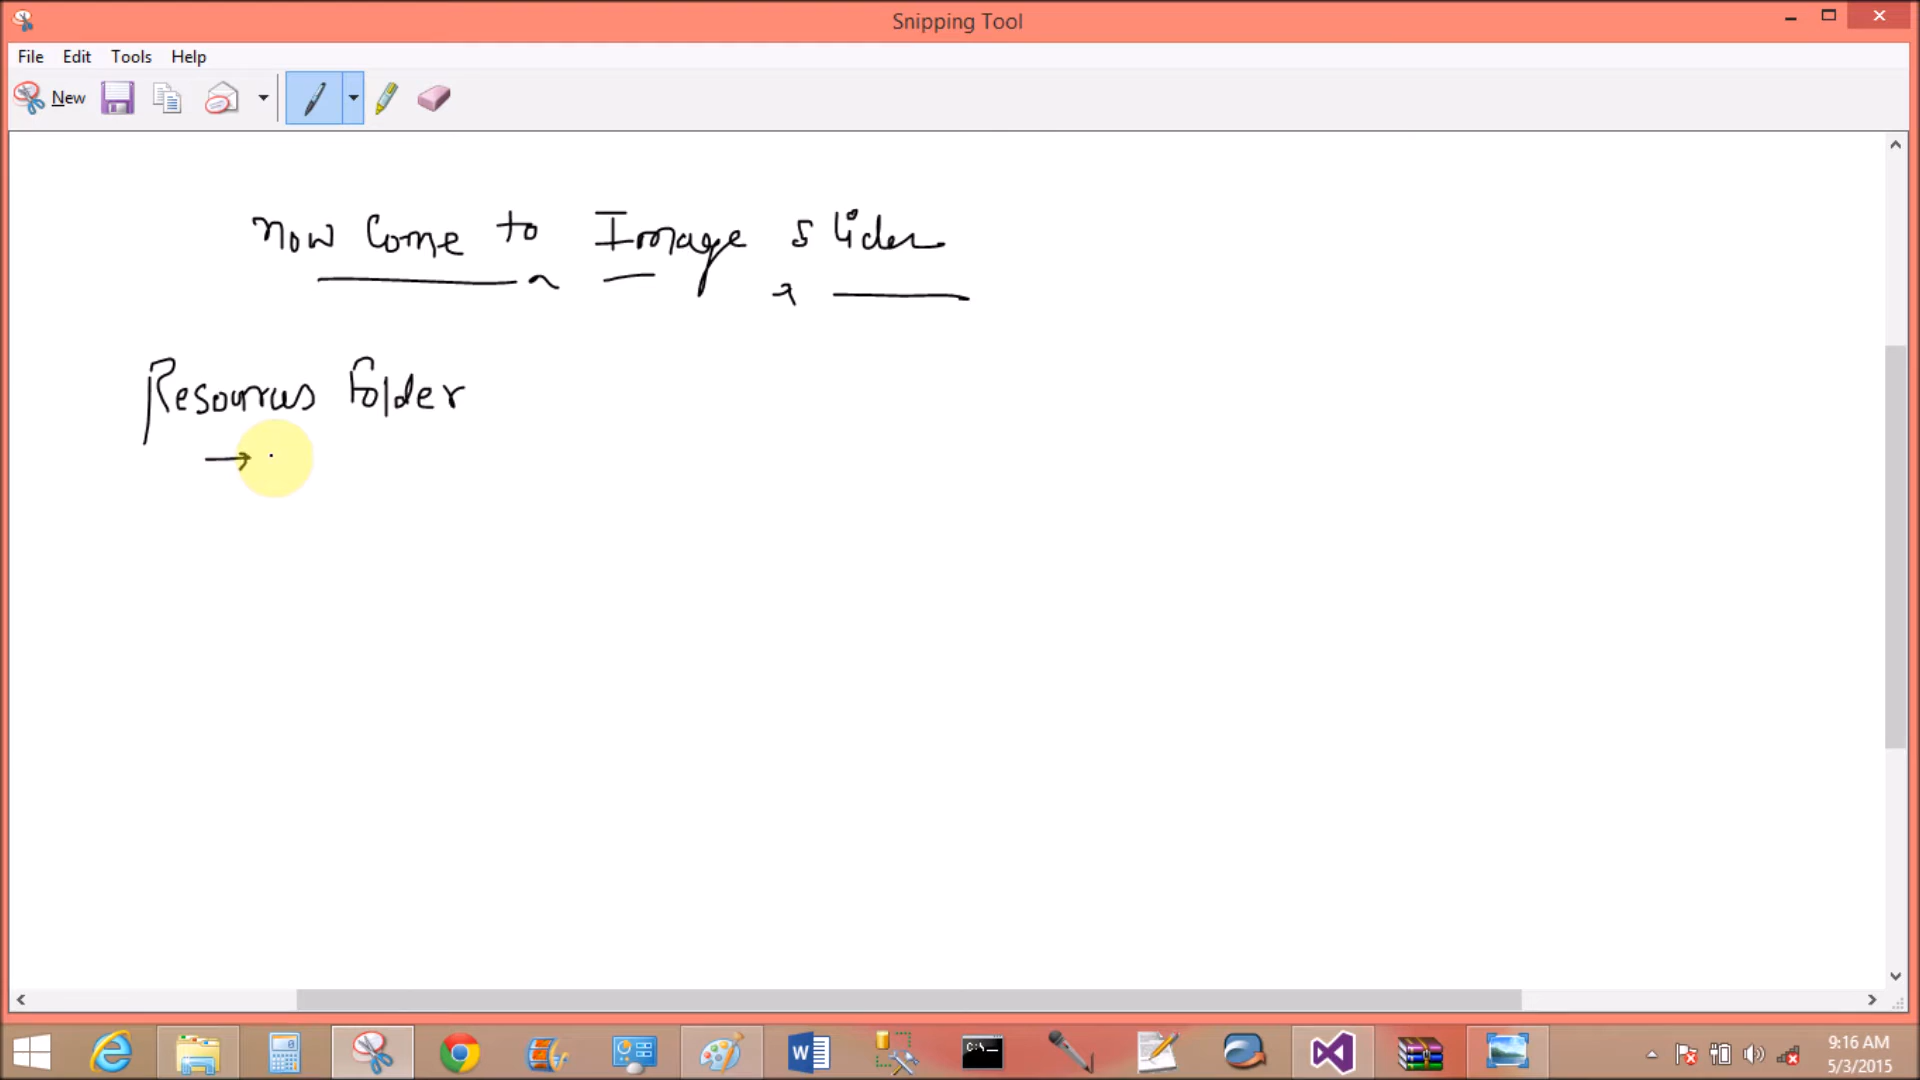 Snipping Tool
File Edit Tools Help
New
Now Come to Image slider
Resources folder
→
9:16 AM
5/3/2015